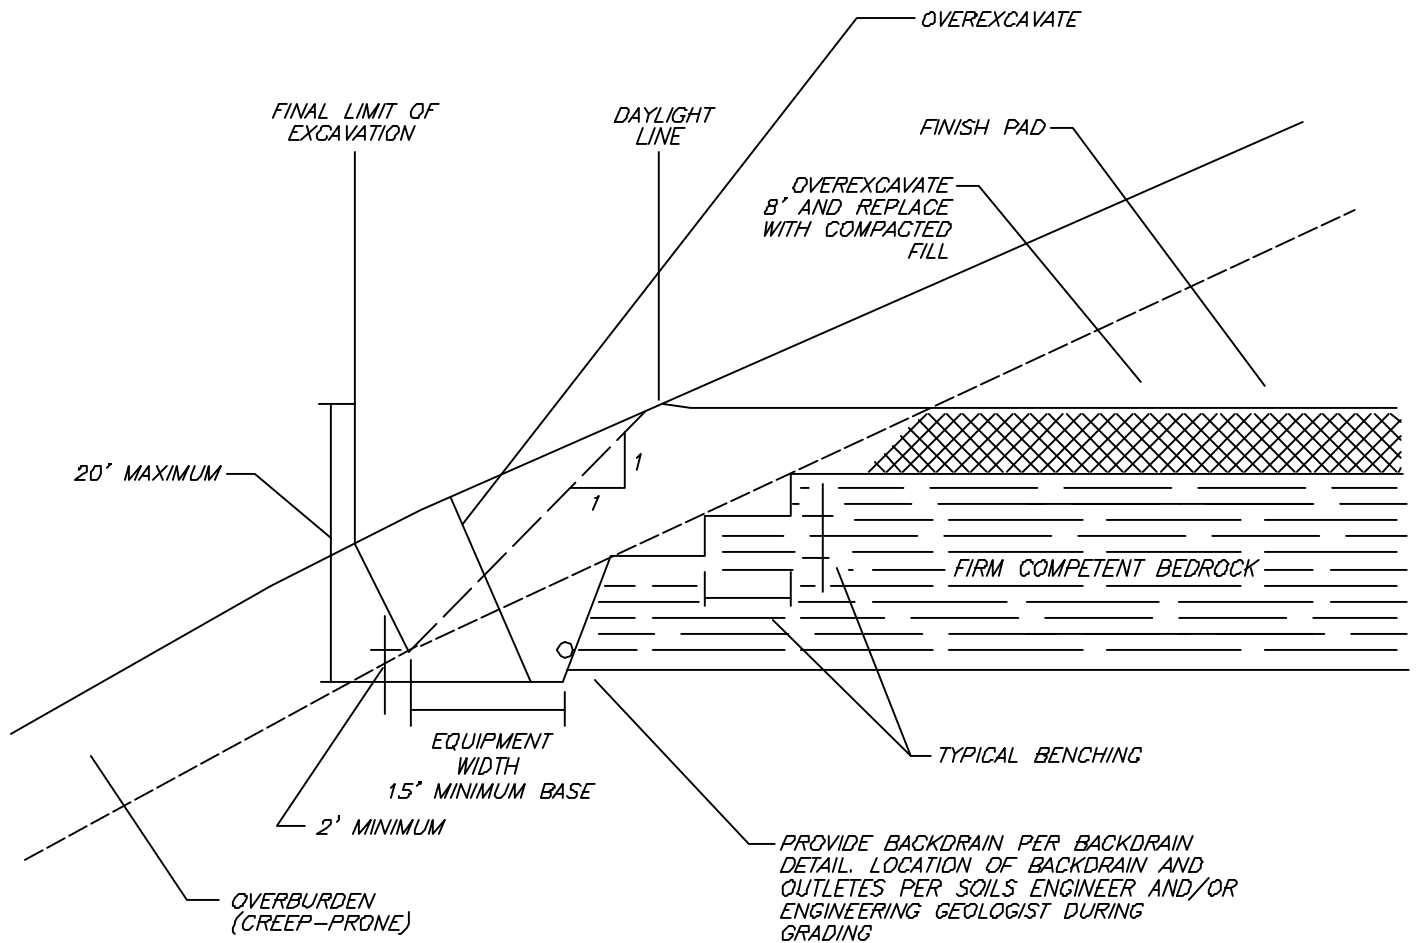 OVEREXCAVATE
FINAL LIMIT OF
EXCAVATION
DAYLIGHT
LINE
FINISH PAD
OVEREXCAVATE
8' AND REPLACE
WITH COMPACTED
FILL
20' MAXIMUM
1
1
FIRM COMPETENT BEDROCK
EQUIPMENT
WIDTH
15' MINIMUM BASE
TYPICAL BENCHING
2' MINIMUM
PROVIDE BACKDRAIN PER BACKDRAIN
DETAIL. LOCATION OF BACKDRAIN AND
OUTLETES PER SOILS ENGINEER AND/OR
ENGINEERING GEOLOGIST DURING
GRADING
OVERBURDEN
(CREEP-PRONE)